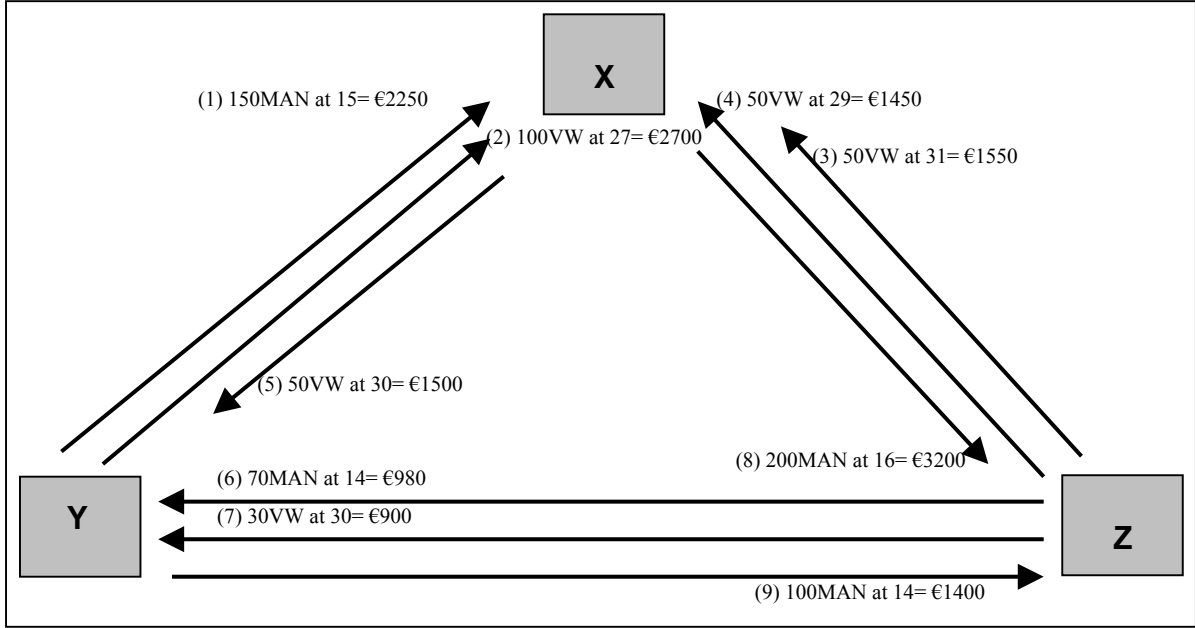 X
(1) 150MAN at 15= €2250
(4) 50VW at 29= €1450
(2) 100VW at 27= €2700
(3) 50VW at 31= €1550
(5) 50VW at 30= €1500
(8) 200MAN at 16= €3200
(6) 70MAN at 14= €980
(7) 30VW at 30= €900
Y
Z
(9) 100MAN at 14= €1400